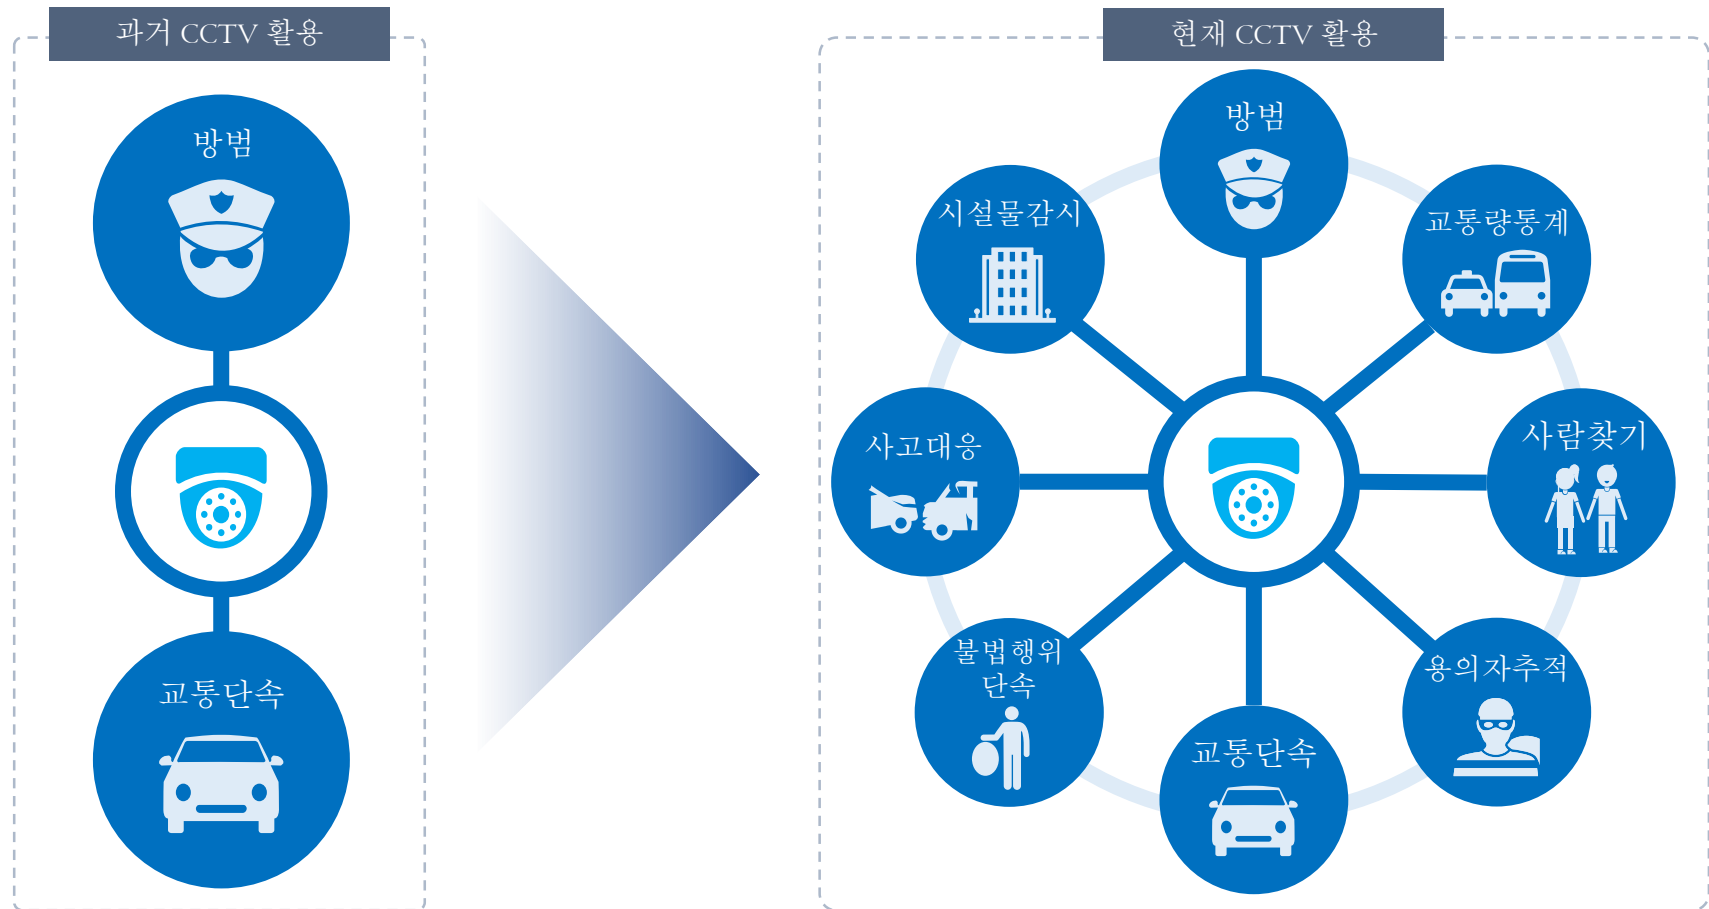 과거 CCTV 활용
방범
교통단속
현재 CCTV 활용
방범
시설물감시
교통량통계
사고대응
사람찾기
불법행위
단속
용의자추적
교통단속